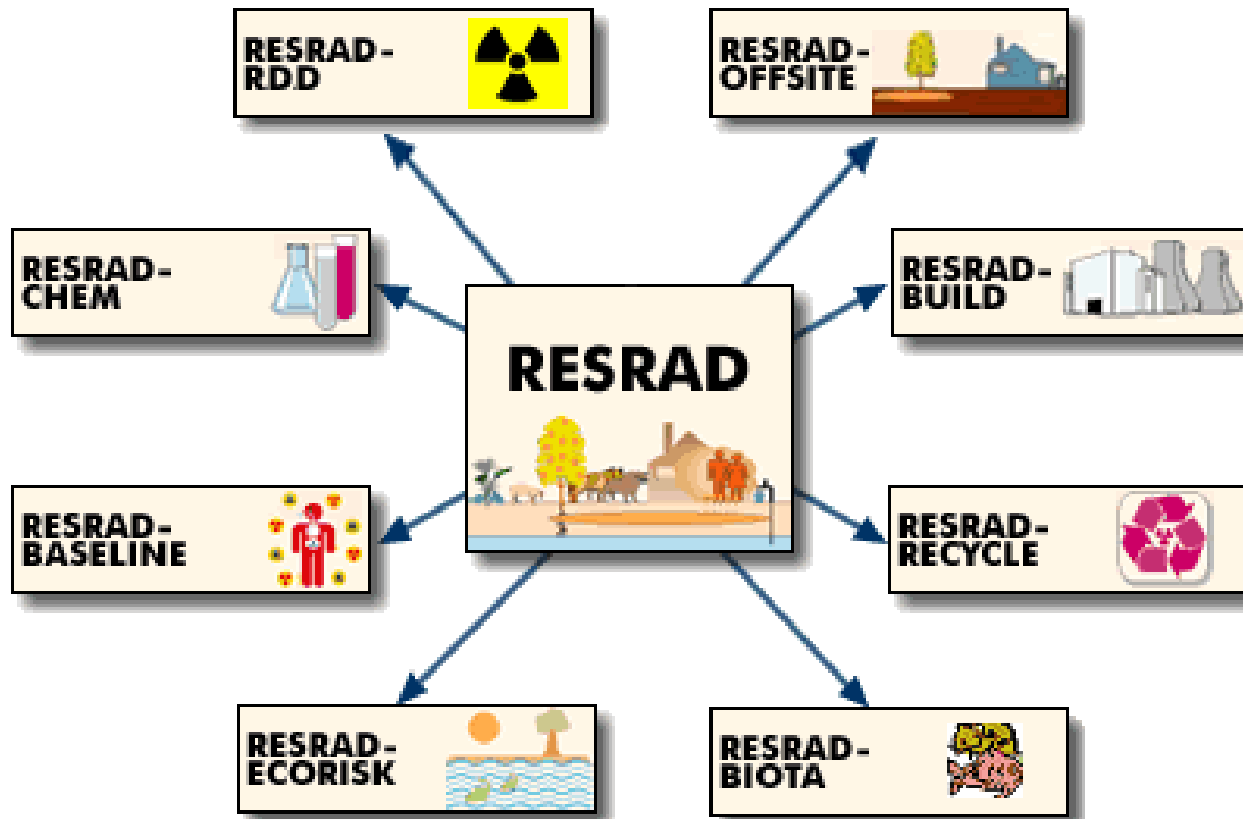 RESRAD-
RDD
RESRAD-
OFFSITE
RESRAD-
CHEM
RESRAD-
BUILD
RESRAD
RESRAD-
BASELINE
RESRAD-
RECYCLE
RESRAD-
ECORISK
RESRAD-
BIOTA